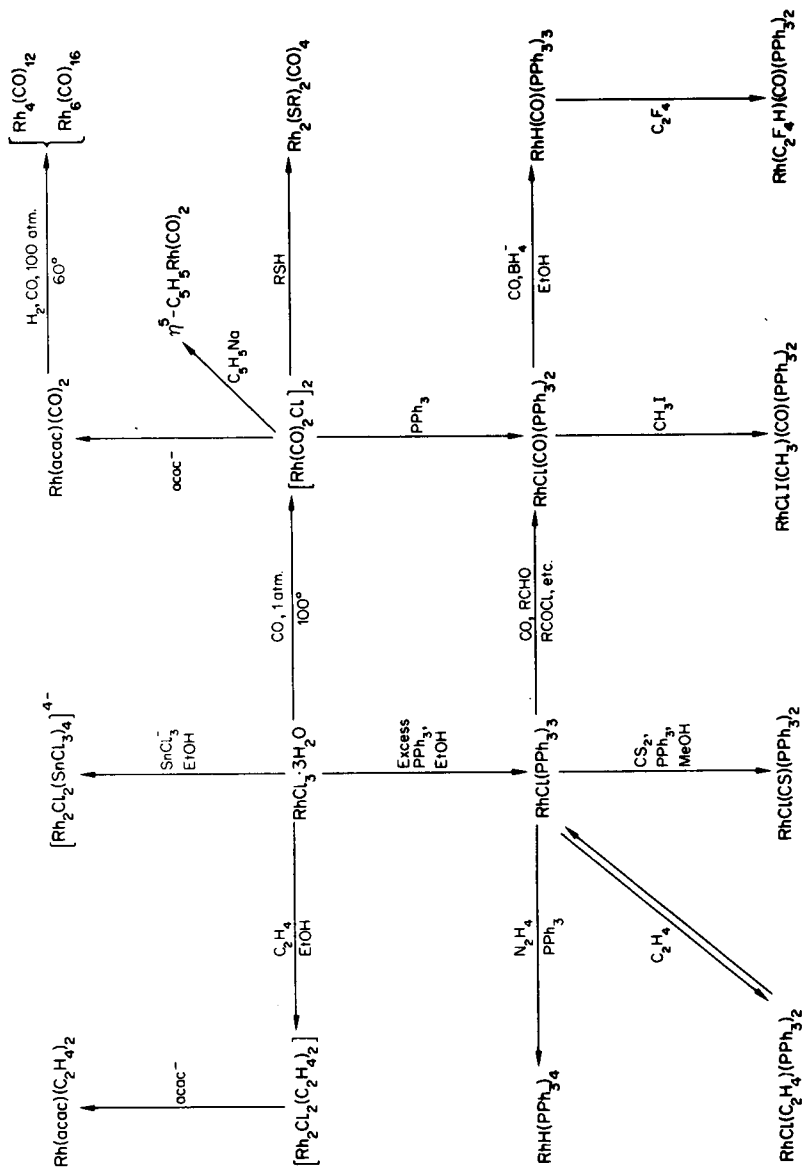 Rh(acac)(C₂H₄)₂
[Rh₂Cl₂(SnCl₃)₄]⁴⁻
Rh(acac)(CO)₂
H₂, CO, 100 atm.
60°
Rh₄(CO)₁₂
Rh₆(CO)₁₆
acac⁻
SnCl₃⁻
EtOH
acac⁻
C₅H₅Na
η⁵-C₅H₅Rh(CO)₂
[Rh₂Cl₂(C₂H₄)₂]
C₂H₄
EtOH
RhCl₃·3H₂O
CO, 1 atm.
100°
[Rh(CO)₂Cl]₂
RSH
Rh₂(SR)₂(CO)₄
Excess
PPh₃,
EtOH
PPh₃
RhH(PPh₃)₄
N₂H₄
PPh₃
RhCl(PPh₃)₃
CO, RCHO
RCOCl, etc.
RhCl(CO)(PPh₃)₂
CO, BH₄⁻
EtOH
RhH(CO)(PPh₃)₃
C₂H₄
CS₂,
PPh₃,
MeOH
CH₃I
C₂F₄
RhCl(C₂H₄)(PPh₃)₂
RhCl(CS)(PPh₃)₂
RhClI(CH₃)(CO)(PPh₃)₂
Rh(C₂F₄H)(CO)(PPh₃)₂